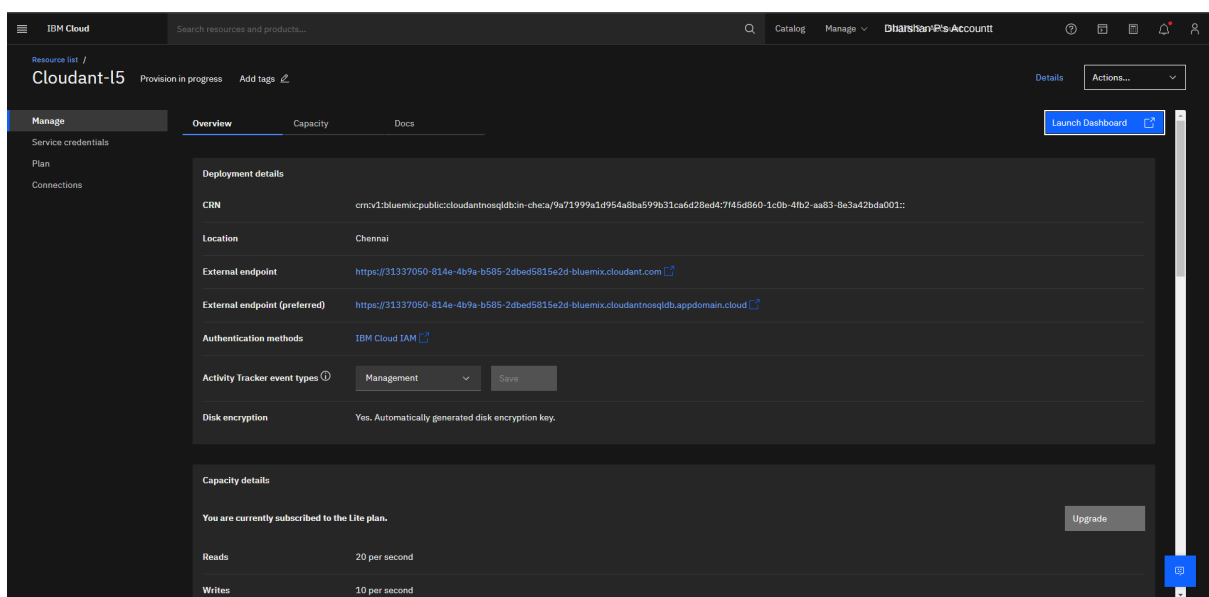 IBM Cloud Search resources and products... Catalog Manage Dharshan P's Accountt
Resource list /
Cloudant-l5 Provision in progress Add tags Details Actions...
Manage
Service credentials
Plan
Connections
Overview Capacity Docs Launch Dashboard
Deployment details
CRN crn:v1:bluemix:public:cloudantnosqldb:in-che:a/9a71999a1d954a8ba599b31ca6d28ed4:7f45d860-1c0b-4fb2-aa83-8e3a42bda001::
Location Chennai
External endpoint https://31337050-814e-4b9a-b585-2dbed5815e2d-bluemix.cloudant.com
External endpoint (preferred) https://31337050-814e-4b9a-b585-2dbed5815e2d-bluemix.cloudantnosqldb.appdomain.cloud
Authentication methods IBM Cloud IAM
Activity Tracker event types Management Save
Disk encryption Yes. Automatically generated disk encryption key.
Capacity details
You are currently subscribed to the Lite plan. Upgrade
Reads 20 per second
Writes 10 per second